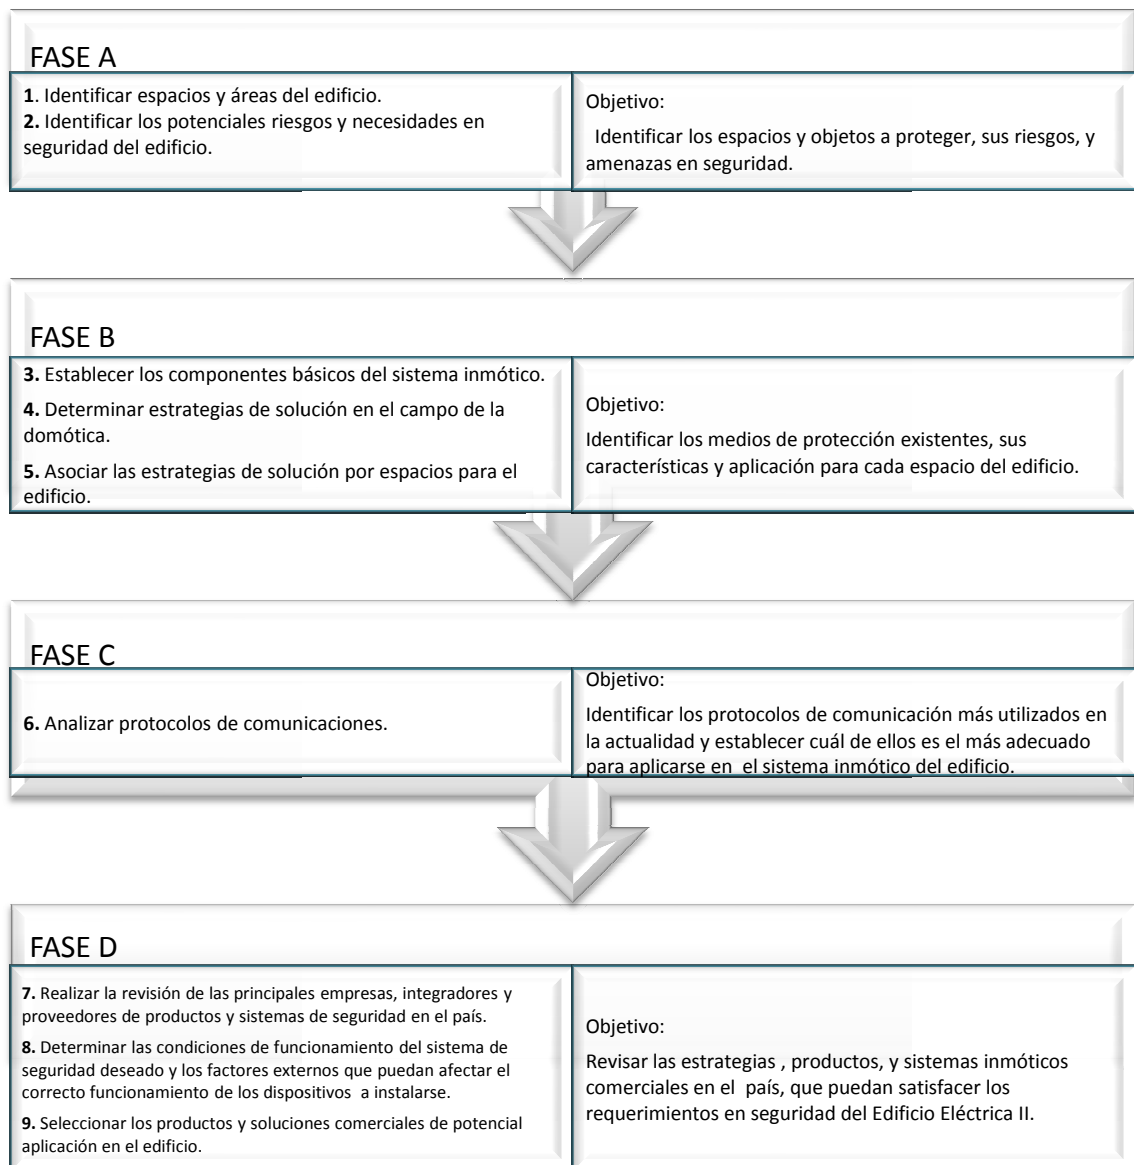 FASE A
1. Identificar espacios y áreas del edificio.
2. Identificar los potenciales riesgos y necesidades en
seguridad del edificio.
Objetivo:
Identificar los espacios y objetos a proteger, sus riesgos, y
amenazas en seguridad.
FASE B
3. Establecer los componentes básicos del sistema inmótico.
4. Determinar estrategias de solución en el campo de la
domótica.
5. Asociar las estrategias de solución por espacios para el
edificio.
Objetivo:
Identificar los medios de protección existentes, sus
características y aplicación para cada espacio del edificio.
FASE C
6. Analizar protocolos de comunicaciones.
Objetivo:
Identificar los protocolos de comunicación más utilizados en
la actualidad y establecer cuál de ellos es el más adecuado
para aplicarse en el sistema inmótico del edificio.
FASE D
7. Realizar la revisión de las principales empresas, integradores y
proveedores de productos y sistemas de seguridad en el país.
8. Determinar las condiciones de funcionamiento del sistema de
seguridad deseado y los factores externos que puedan afectar el
correcto funcionamiento de los dispositivos a instalarse.
9. Seleccionar los productos y soluciones comerciales de potencial
aplicación en el edificio.
Objetivo:
Revisar las estrategias , productos, y sistemas inmóticos
comerciales en el país, que puedan satisfacer los
requerimientos en seguridad del Edificio Eléctrica II.